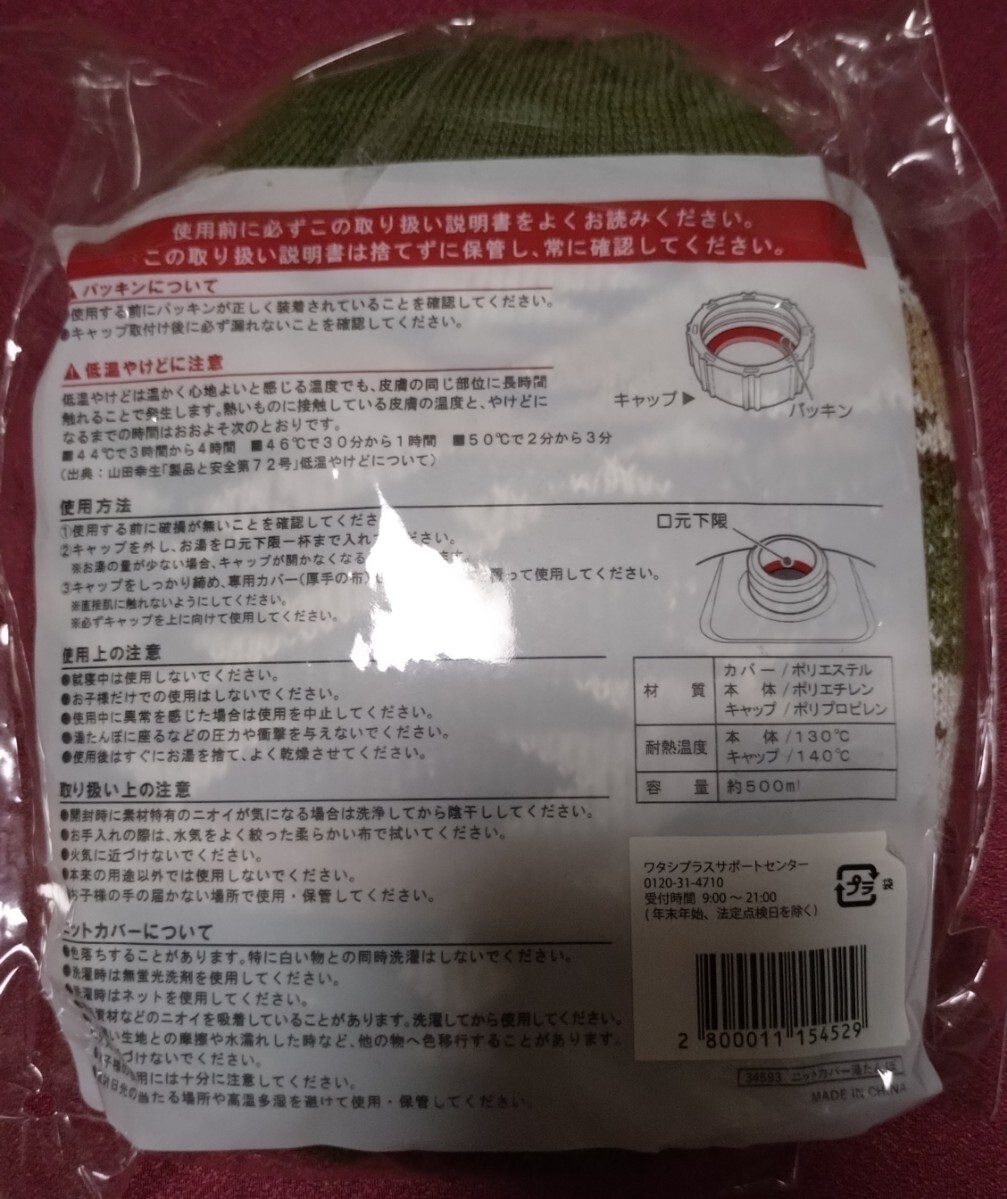 使用前に必ずこの取り扱い説明書をよくお読みください。
この取り扱い説明書は捨てずに保管し、常に確認してください。
パッキンについて
使用する前にパッキンが正しく装着されていることを確認してください。
●キャップ取付け後に必ず漏れないことを確認してください。
キャップ▶
パッキン
低温やけどに注意
低温やけどは温かく心地よいと感じる温度でも、皮膚の同じ部位に長時間
触れることで発生します。熱いものに接触している皮膚の温度と、やけどに
なるまでの時間はおおよそ次のとおりです。
■44℃で3時間から4時間 ■46℃で30分から1時間 ■50℃で2分から3分
(出典:山田幸生「製品と安全第72号」低温やけどについて)
使用方法
①使用する前に破損が無いことを確認してくださ
②キャップを外し、お湯を口元下限一杯まで入れ ださい。
※お湯の量が少ない場合、キャップが開かなくなる ます。
③キャップをしっかり締め、専用カバー(厚手の布) 覆って使用してください。
※直接肌に触れないようにしてください。
※必ずキャップを上に向けて使用してください。
口元下限
使用上の注意
●就寝中は使用しないでください。
●お子様だけでの使用はしないでください。
●使用中に異常を感じた場合は使用を中止してください。
●湯たんぽに座るなどの圧力や衝撃を与えないでください。
●使用後はすぐにお湯を捨て、よく乾燥させてください。
材 質 カバー/ポリエステル
本 体/ポリエチレン
キャップ/ポリプロピレン
耐熱温度 本 体/130℃
キャップ/140℃
容 量 約500ml
取り扱い上の注意
●開封時に素材特有のニオイが気になる場合は洗浄してから陰干ししてください。
●お手入れの際は、水気をよく絞った柔らかい布で拭いてください。
●火気に近づけないでください。
●本来の用途以外では使用しないでください。
お子様の手の届かない場所で使用・保管してください。
ニットカバーについて
●色落ちすることがあります。特に白い物との同時洗濯はしないでください。
●洗濯時は無蛍光洗剤を使用してください。
洗濯時はネットを使用してください。
素材などのニオイを吸着していることがあります。洗濯してから使用してください。
い生地との摩擦や水濡れした時など、他の物へ色移行することがあります。
づけないでください。
用には十分に注意してください。
日光の当たる場所や高温多湿を避けて使用・保管してください。
ワタシプラスサポートセンター
0120-31-4710
受付時間 9:00～21:00
(年末年始、法定点検日を除く)
プラ 袋
2 800011 154529
34593 ニットカバー湯たんぽ
MADE IN CHINA